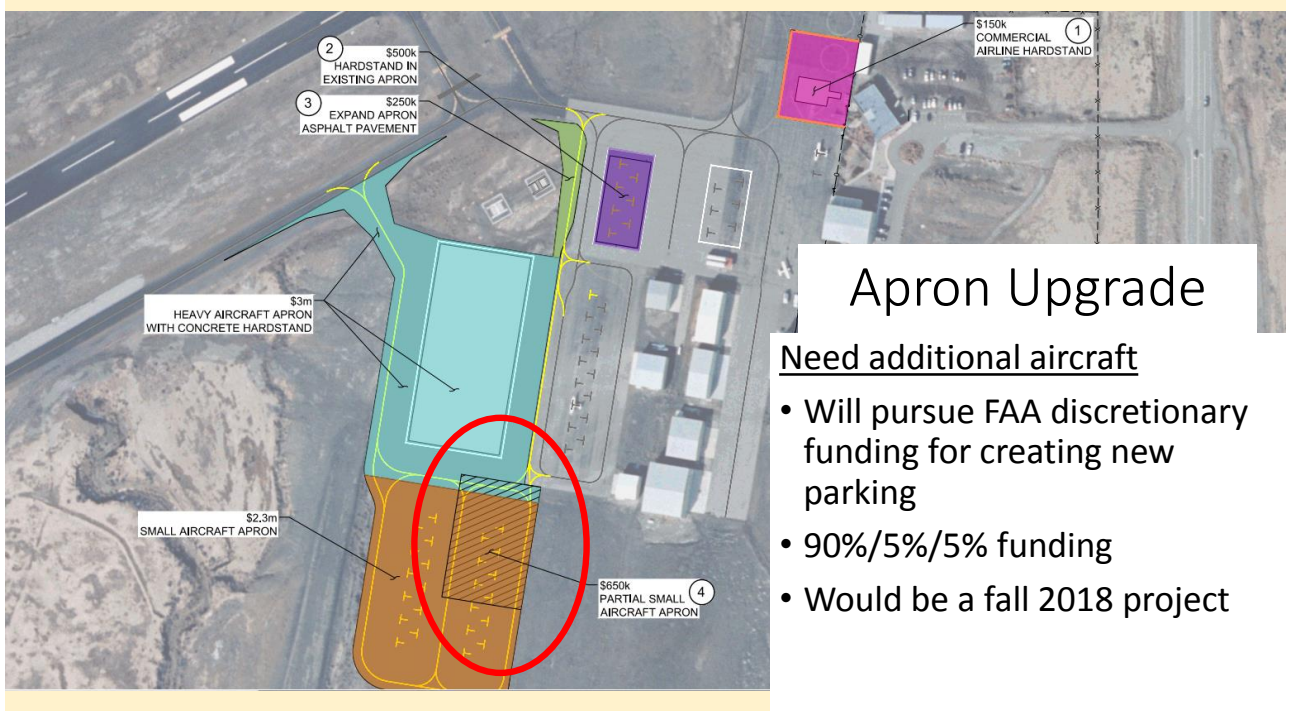 $150k
COMMERCIAL
AIRLINE HARDSTAND
1
2
$500k
HARDSTAND IN
EXISTING APRON
3
$250k
EXPAND APRON
ASPHALT PAVEMENT
$3m
HEAVY AIRCRAFT APRON
WITH CONCRETE HARDSTAND
$2.3m
SMALL AIRCRAFT APRON
$650k
PARTIAL SMALL
AIRCRAFT APRON
4
Apron Upgrade
Need additional aircraft
• Will pursue FAA discretionary
funding for creating new
parking
• 90%/5%/5% funding
• Would be a fall 2018 project